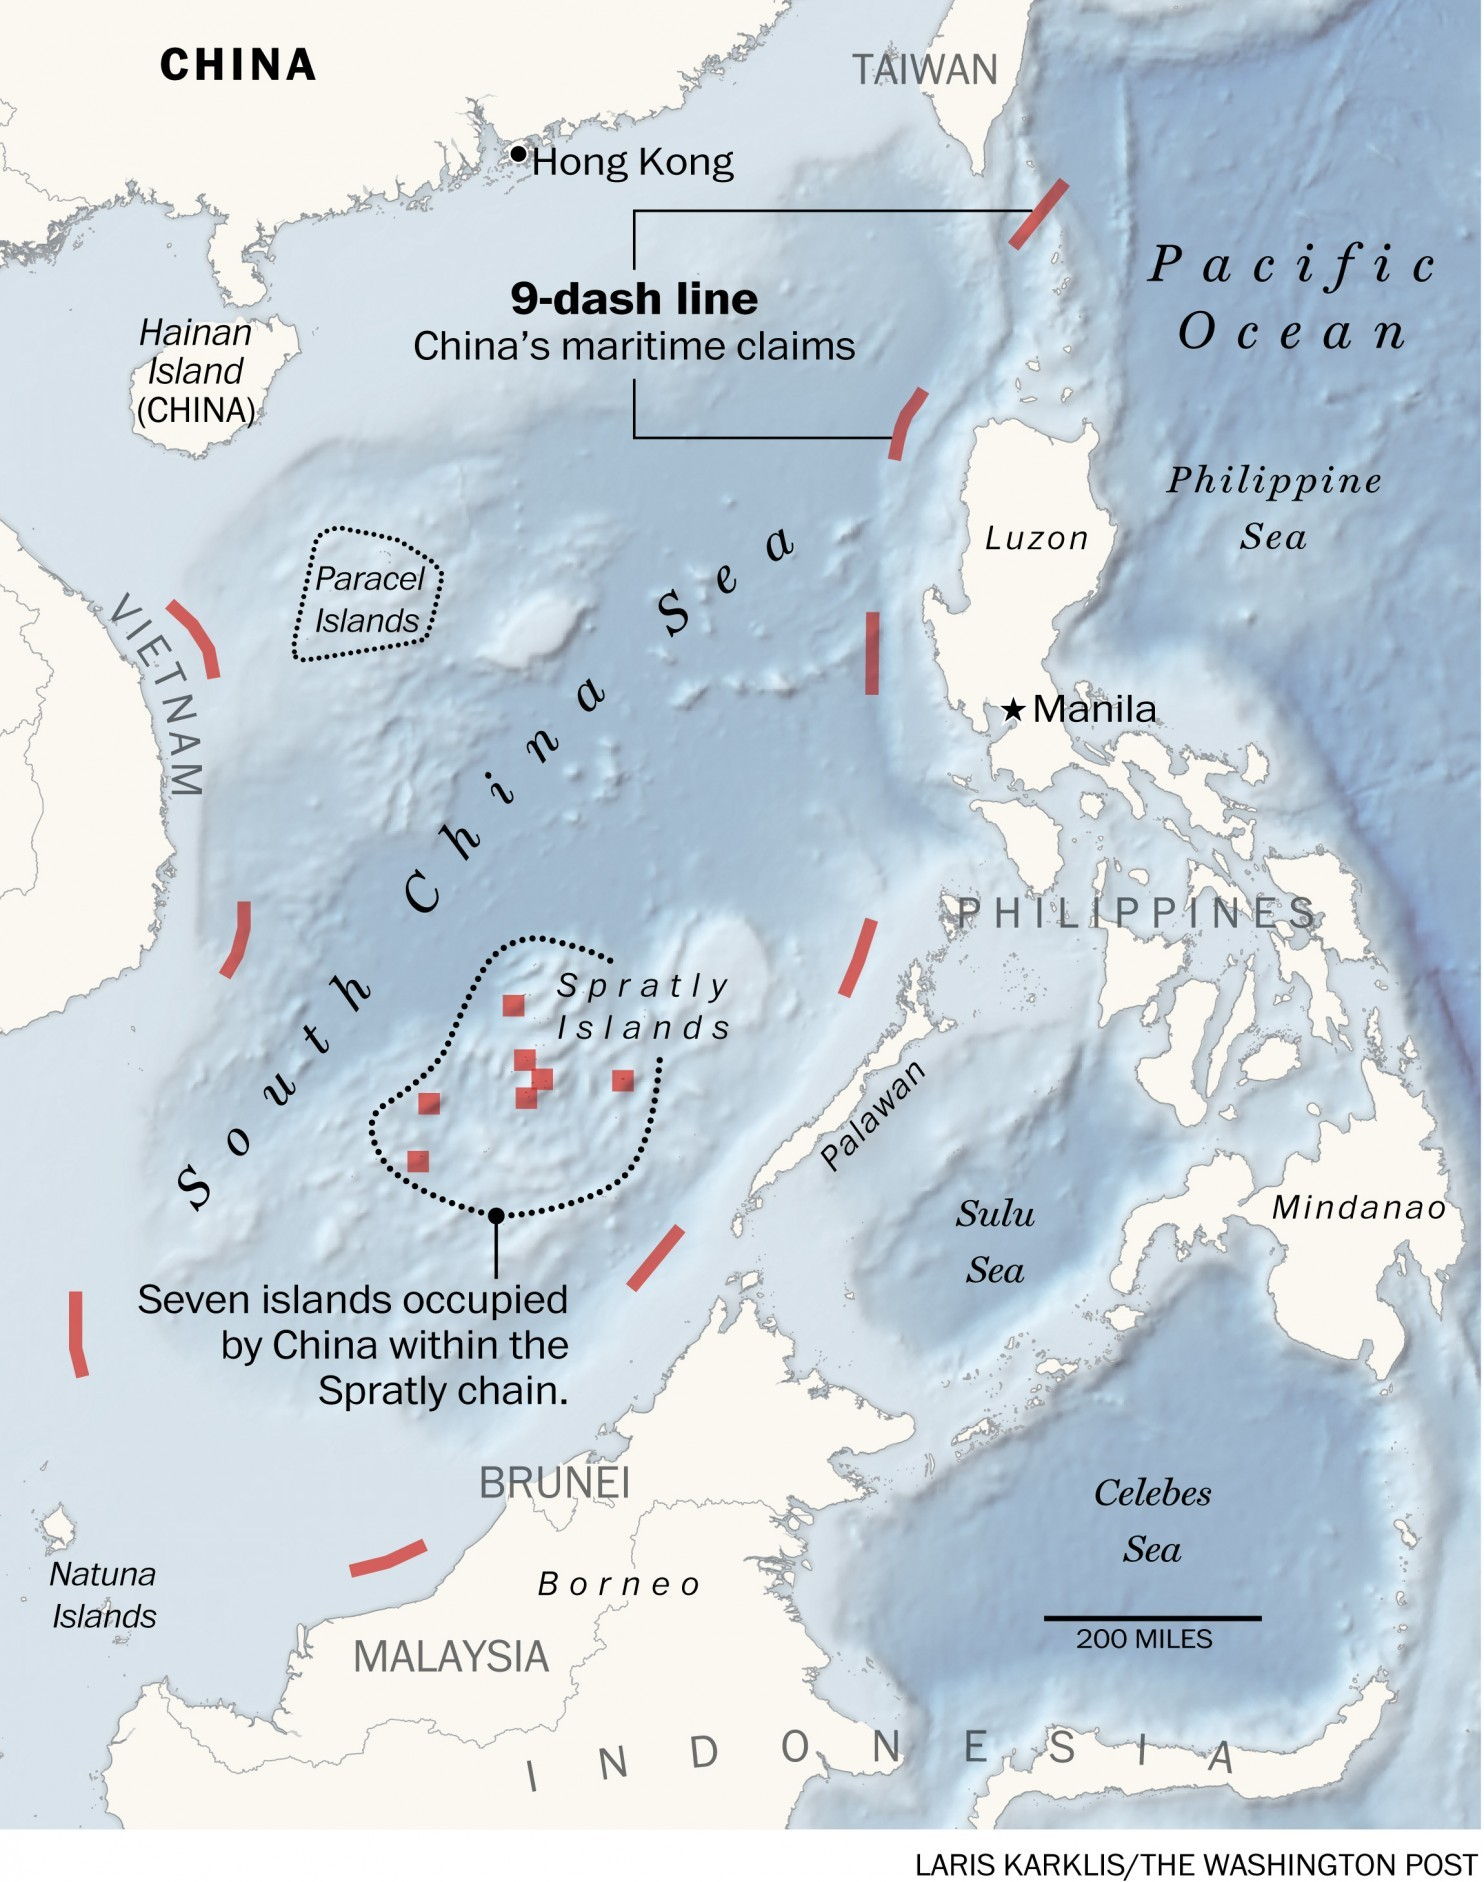 CHINA
TAIWAN
Hong Kong
Pacific
Ocean
9-dash line
China's maritime claims
Hainan
Island
(CHINA)
Philippine
Sea
Luzon
Paracel
Islands
VIETNAM
South China Sea
Manila
PHILIPPINES
Spratly
Islands
Palawan
Sulu
Sea
Mindanao
Seven islands occupied
by China within the
Spratly chain.
BRUNEI
Celebes
Sea
Natuna
Islands
Borneo
200 MILES
MALAYSIA
INDONESIA
LARIS KARKLIS/THE WASHINGTON POST